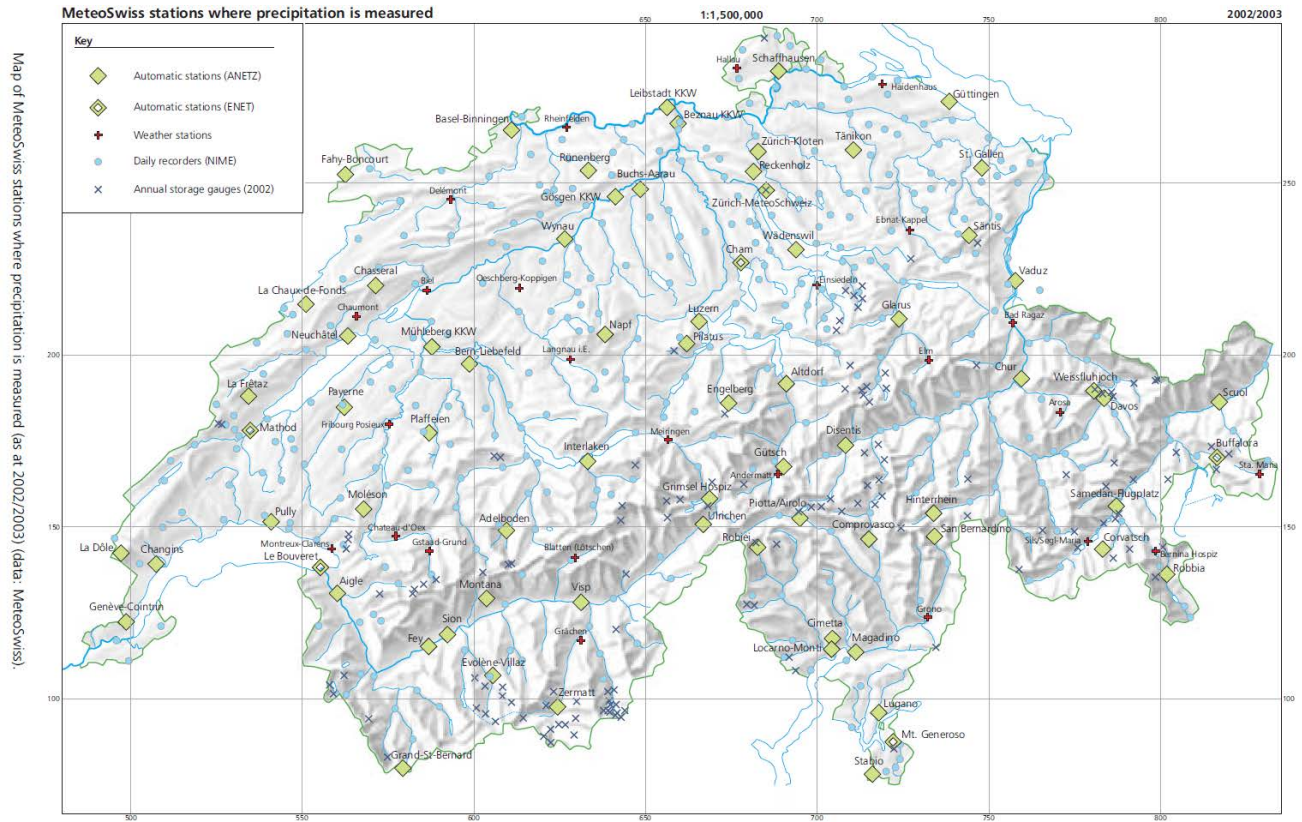 MeteoSwiss stations where precipitation is measured
1:1,500,000
2002/2003
650
700
750
800
Key
Automatic stations (ANETZ)
Automatic stations (ENET)
Weather stations
Daily recorders (NIME)
Annual storage gauges (2002)
Map of MeteoSwiss stations where precipitation is measured (as at 2002/2003) (data: MeteoSwiss).
Hallau
Schaffhausen
Haidenhaus
Güttingen
Leibstadt KKW
Beznau KKW
Basel-Binningen
Rheinfelden
Fahy-Boncourt
Rünenberg
Buchs-Aarau
Zürich-Kloten
Tänikon
Reckenholz
St. Gallen
250
Delémont
Gösgen KKW
Zürich-MeteoSchweiz
Ebnat-Kappel
Säntis
Wynau
Wädenswil
Cham
Chasseral
Biel
Oeschberg-Koppigen
Einsiedeln
Vaduz
La Chaux-de-Fonds
Chaumont
Luzern
Glarus
Bad Ragaz
Neuchâtel
Mühleberg KKW
Napf
Pilatus
Bern-Liebefeld
Langnau i.E.
Elm
200
200
La Frêtaz
Payerne
Engelberg
Altdorf
Chur
Weissfluhjoch
Davos
Arosa
Scuol
Mathod
Fribourg Posieux
Plaffeien
Meiringen
Disentis
Buffalora
Interlaken
Gütsch
Andermatt
Sta. Maria
Moléson
Grimsel Hospiz
Piotta/Airolo
Hinterrhein
Samedan-Flugplatz
Pully
Chateau-d'Oex
Adelboden
Ulrichen
Robiei
Comprovasco
San Bernardino
150
150
La Dôle
Changins
Montreux-Clarens
Le Bouveret
Gstaad-Grund
Blatten (Lötschen)
Sils/Segl-Maria
Corvatsch
Bernina Hospiz
Robbia
Aigle
Montana
Visp
Genève-Cointrin
Sion
Fey
Grächen
Cimetta
Grono
Locarno-Monti
Magadino
Evolène-Villaz
Zermatt
100
100
Lugano
Mt. Generoso
Grand-St-Bernard
Stabio
500
550
600
650
700
750
800